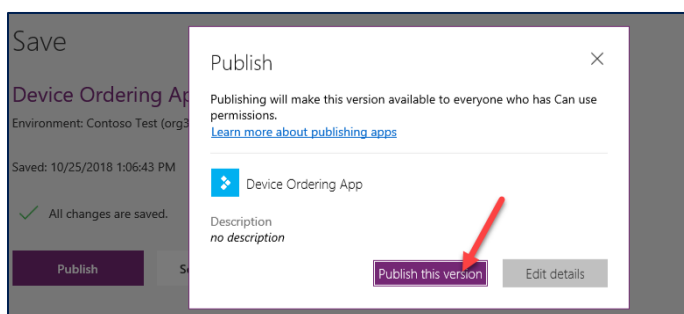 Save
Device Ordering Ap
Environment: Contoso Test (org3
Saved: 10/25/2018 1:06:43 PM
All changes are saved.
Publish
Se
Publish
Publishing will make this version available to everyone who has Can use
permissions.
Learn more about publishing apps
Device Ordering App
Description
no description
Publish this version
Edit details